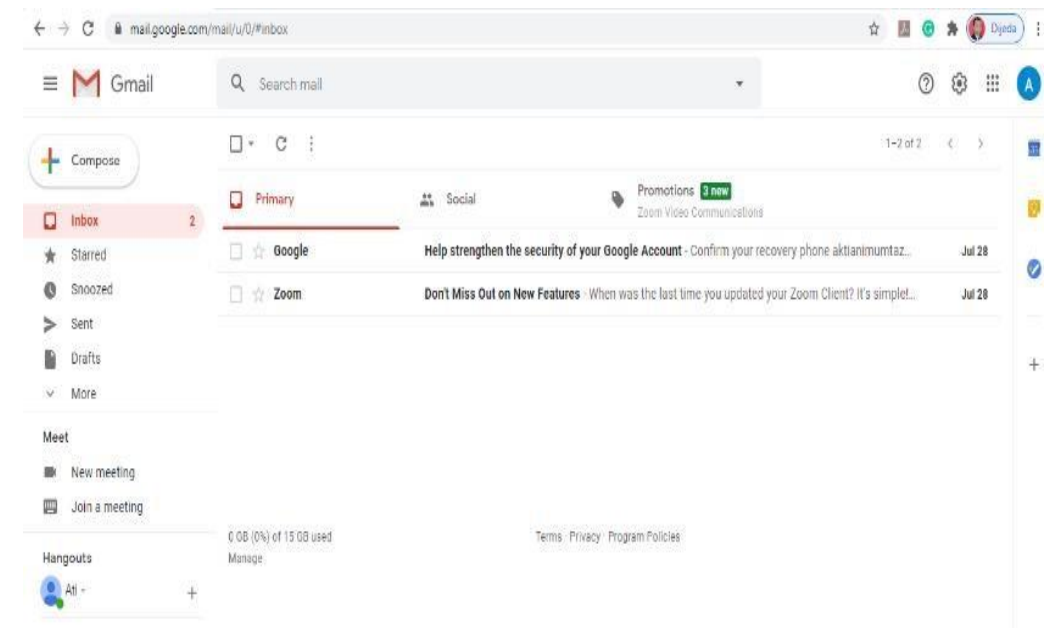 mail.google.com/mail/u/0/#inbox
Dijeda
Gmail
Search mail
A
Compose
1–2 of 2
Inbox 2
Starred
Snoozed
Sent
Drafts
More
Primary
Social
Promotions 3 new
Zoom Video Communications
Google Help strengthen the security of your Google Account - Confirm your recovery phone aktianimumtaz... Jul 28
Zoom Don't Miss Out on New Features - When was the last time you updated your Zoom Client? It's simple!... Jul 28
Meet
New meeting
Join a meeting
Hangouts
Ati
0 GB (0%) of 15 GB used
Manage
Terms · Privacy · Program Policies